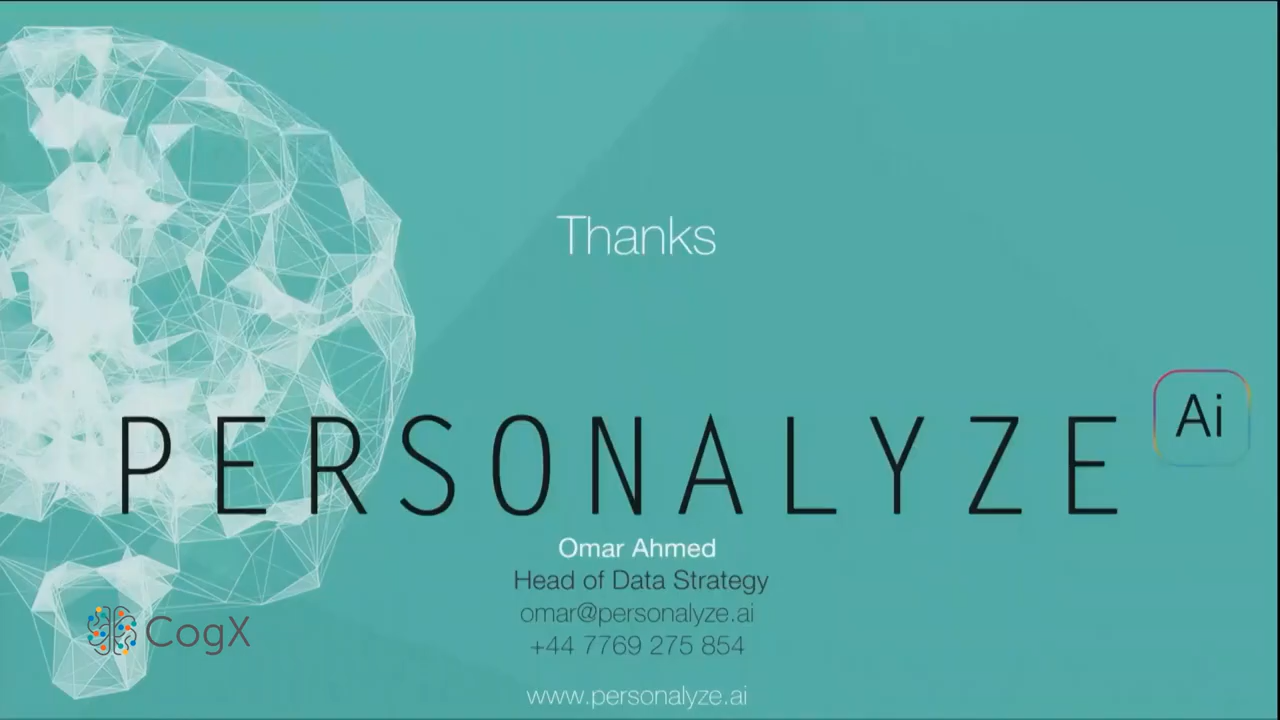 Thanks
PERSONALYZE Ai
Omar Ahmed
Head of Data Strategy
omar@personalyze.ai
+44 7769 275 854
CogX
www.personalyze.ai